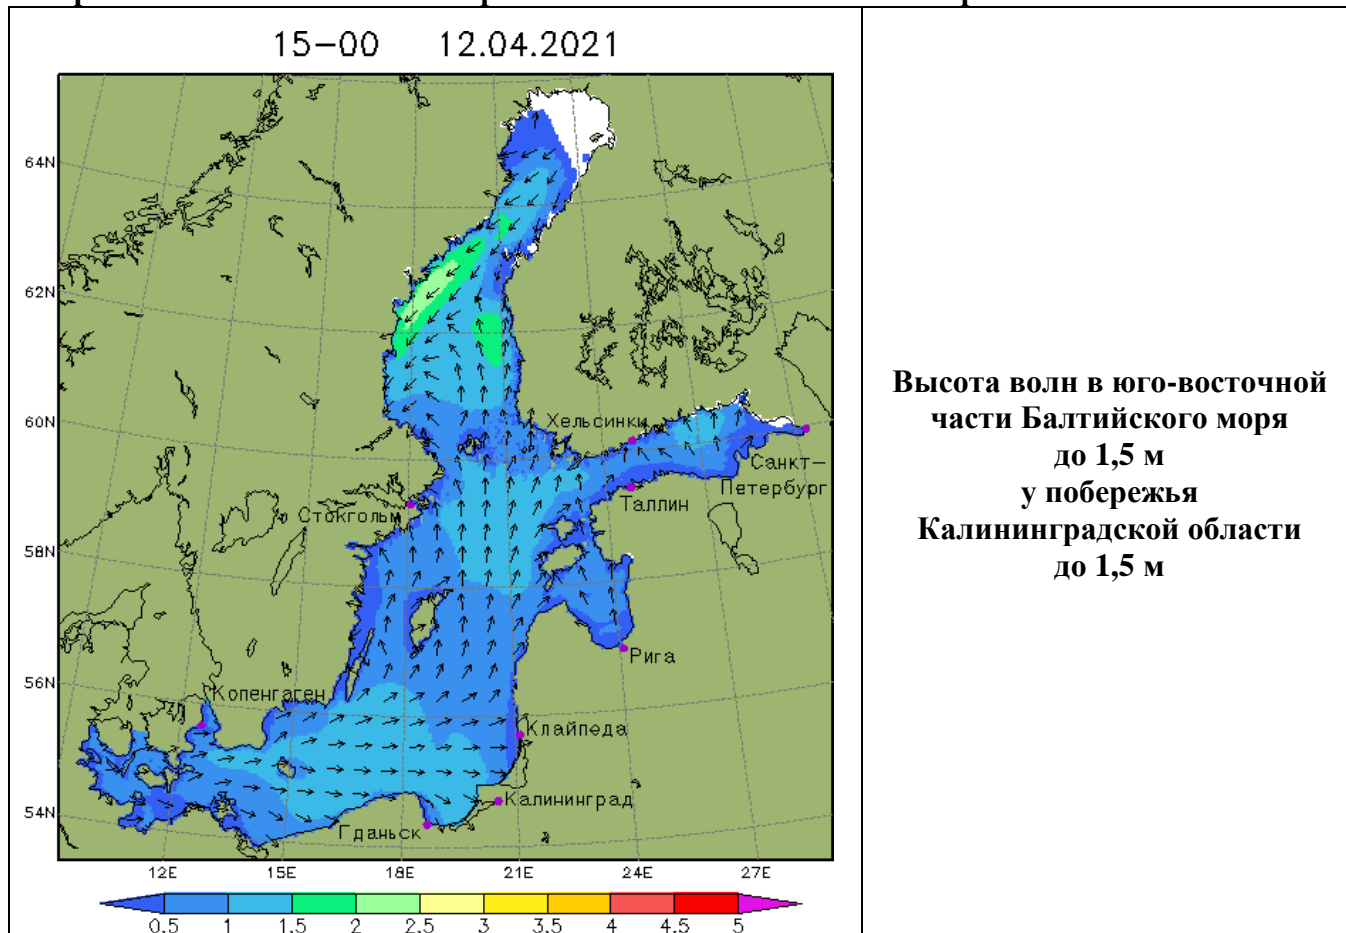 15-00 12.04.2021
64N
62N
60N
58N
56N
54N
Хельсинки
Санкт-
Петербург
Таллин
Стокгольм
Рига
Копенгаген
Клайпеда
Калининград
Гданьск
12E 15E 18E 21E 24E 27E
0.5 1 1.5 2 2.5 3 3.5 4 4.5 5
Высота волн в юго-восточной
части Балтийского моря
до 1,5 м
у побережья
Калининградской области
до 1,5 м